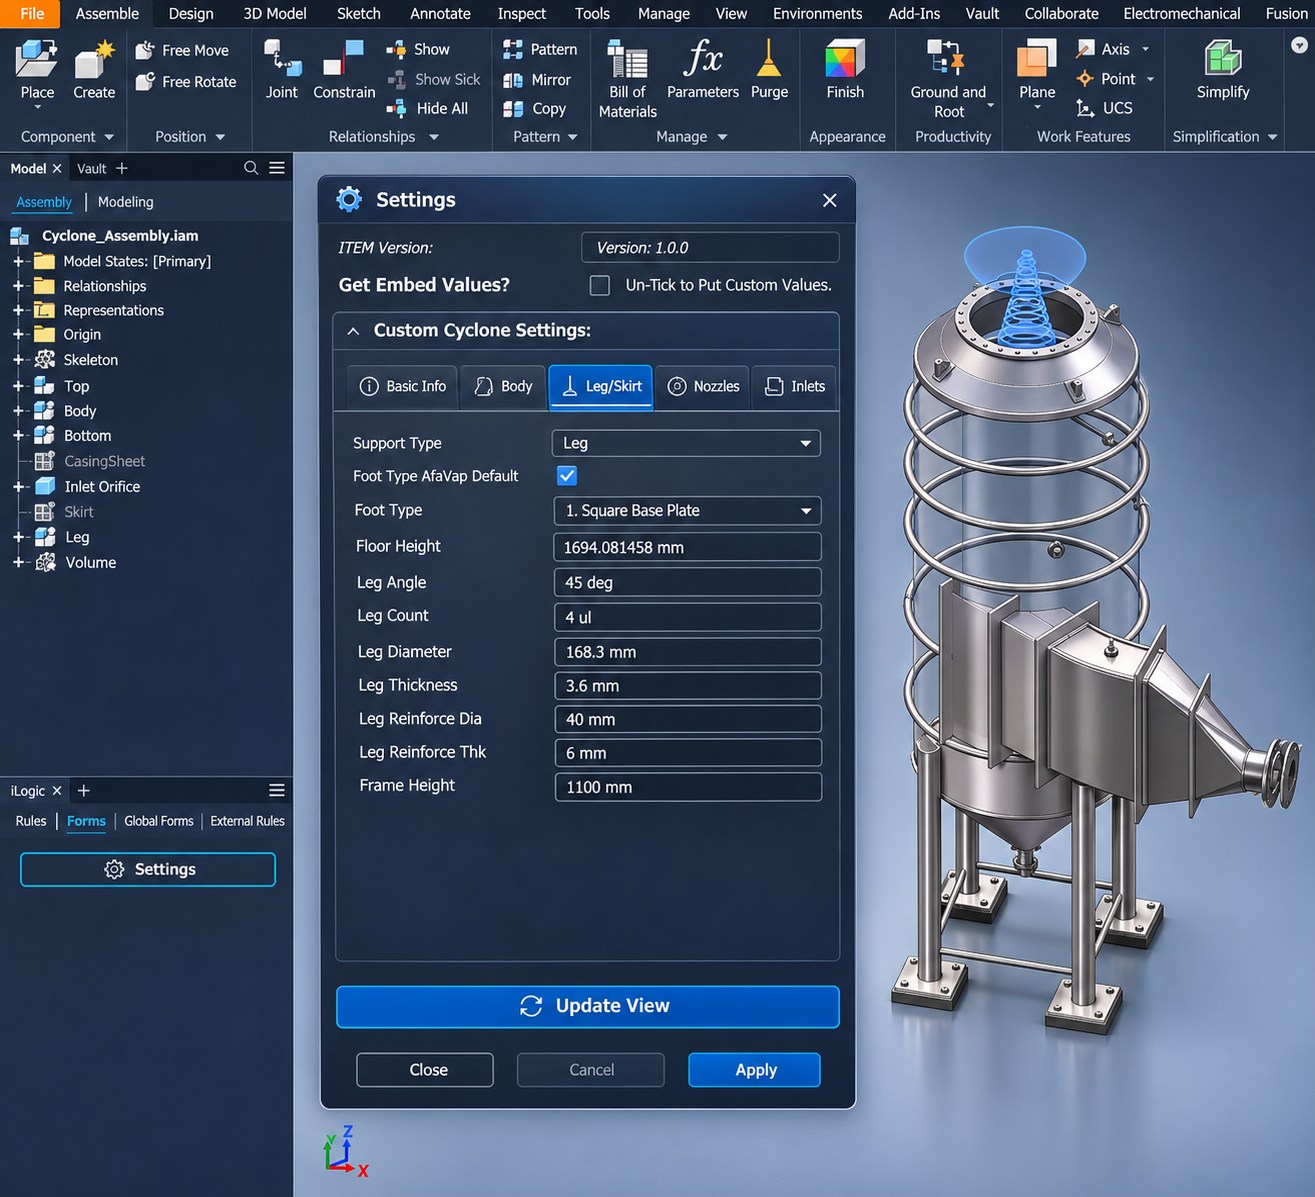 File Assemble Design 3D Model Sketch Annotate Inspect Tools Manage View Environments Add-Ins Vault Collaborate Electromechanical Fusion
Place
Create
Free Move
Free Rotate
Joint
Constrain
Show
Show Sick
Hide All
Pattern
Mirror
Copy
Bill of
Materials
fx
Parameters
Purge
Finish
Ground and
Root
Plane
Axis
Point
UCS
Simplify
Component Position Relationships Pattern Manage Appearance Productivity Work Features Simplification
Model Vault
Assembly | Modeling
Cyclone_Assembly.iam
Model States: [Primary]
Relationships
Representations
Origin
Skeleton
Top
Body
Bottom
CasingSheet
Inlet Orifice
Skirt
Leg
Volume
iLogic
Rules | Forms | Global Forms | External Rules
Settings
Settings
ITEM Version: Version: 1.0.0
Get Embed Values? Un-Tick to Put Custom Values.
Custom Cyclone Settings:
Basic Info Body Leg/Skirt Nozzles Inlets
Support Type Leg
Foot Type AfaVap Default
Foot Type 1. Square Base Plate
Floor Height 1694.081458 mm
Leg Angle 45 deg
Leg Count 4 ul
Leg Diameter 168.3 mm
Leg Thickness 3.6 mm
Leg Reinforce Dia 40 mm
Leg Reinforce Thk 6 mm
Frame Height 1100 mm
Update View
Close Cancel Apply
Y Z
X